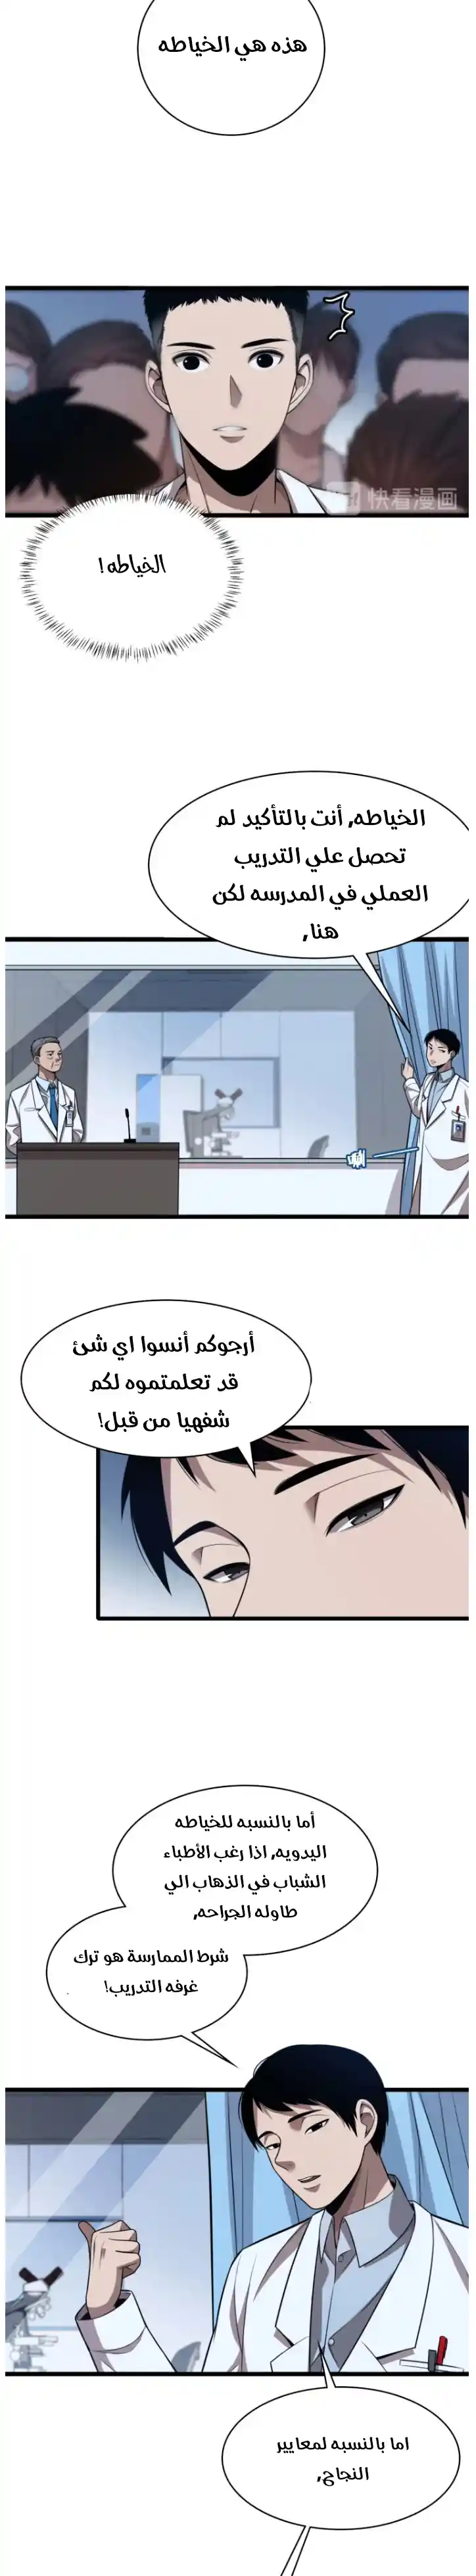 هذه هي الخياطه
快看漫画
الخياطه!
الخياطه, أنت بالتأكيد لم
تحصل علي التدريب
العملي في المدرسه لكن
هنا,
唰
أرجوكم أنسوا اي شئ
قد تعلمتموه لكم
شفهيا من قبل!
أما بالنسبه للخياطه
اليدويه, اذا رغب الأطباء
الشباب في الذهاب الي
طاوله الجراحه,
شرط الممارسة هو ترك
غرفه التدريب!
اما بالنسبه لمعايير
النجاح,